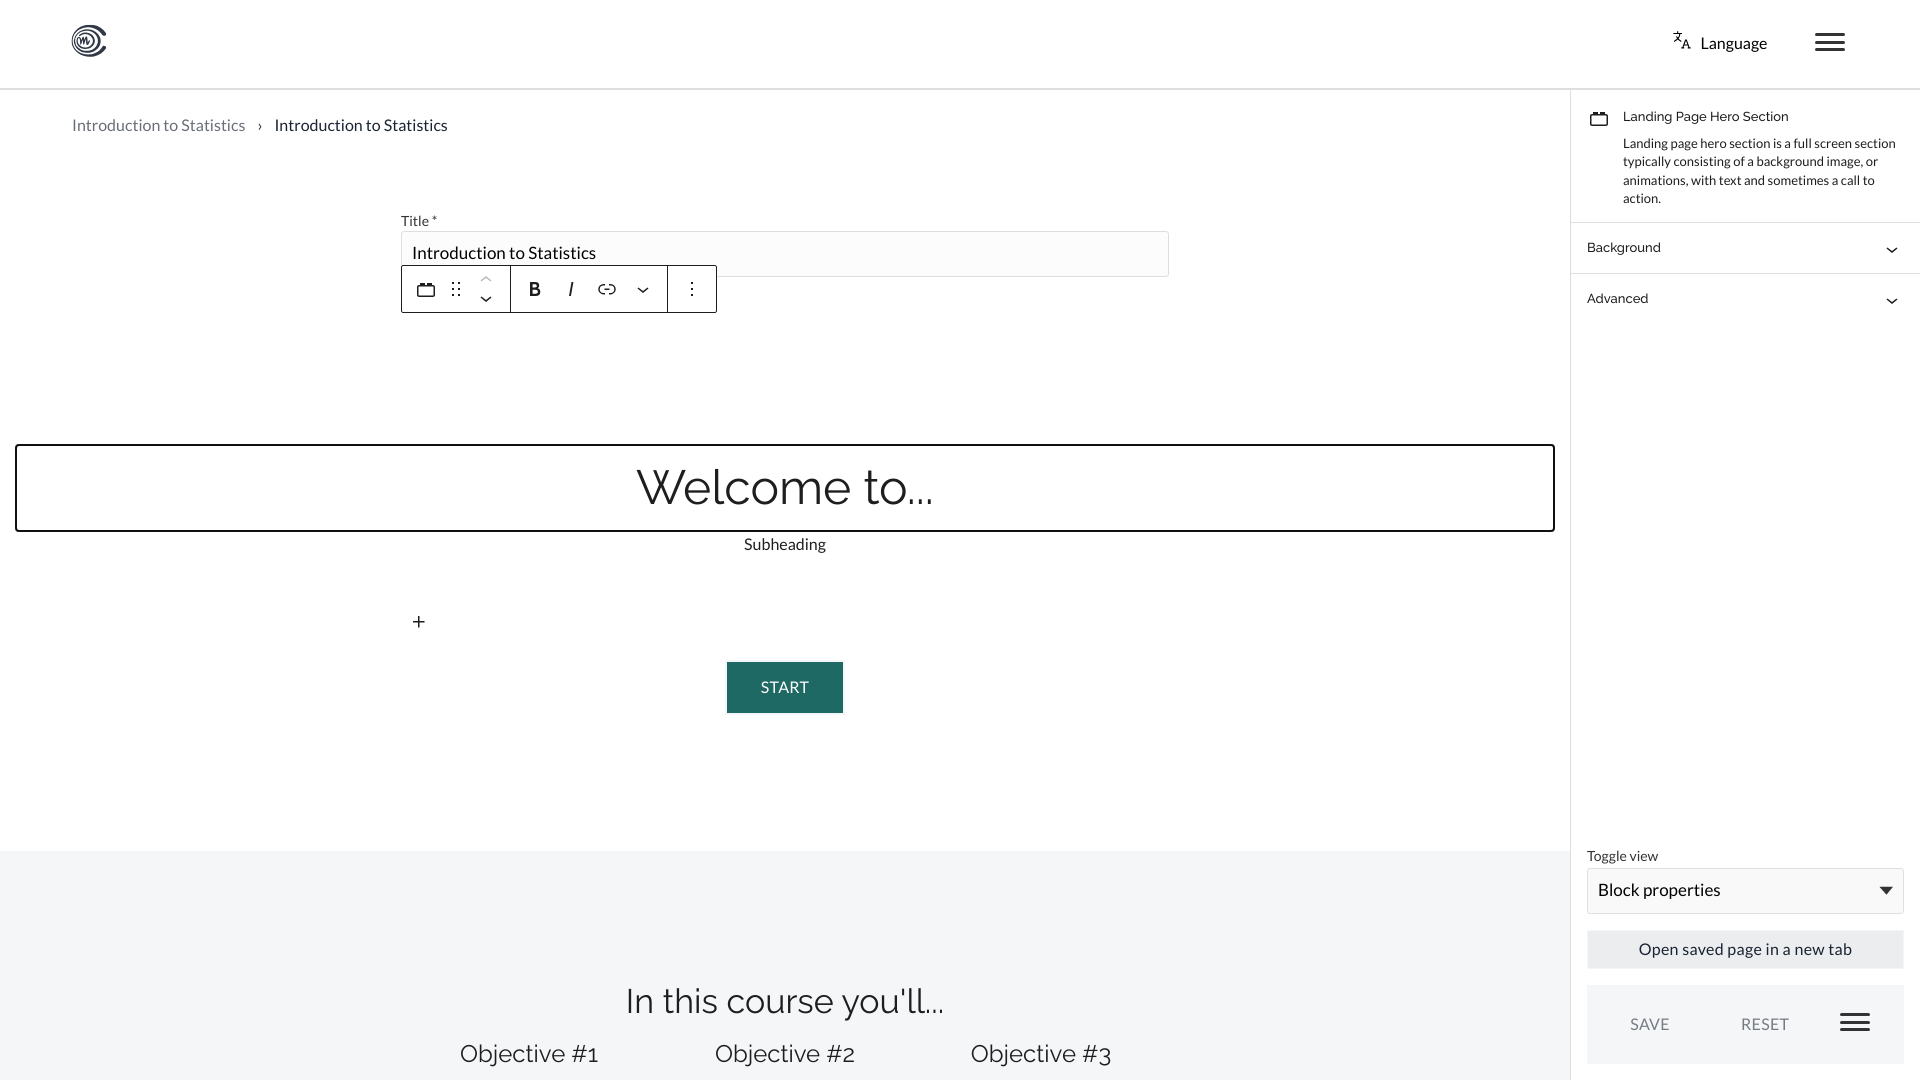 Language
Introduction to Statistics › Introduction to Statistics
Title *
Introduction to Statistics
B I
Welcome to...
Subheading
+
START
In this course you'll...
Objective #1 Objective #2 Objective #3
Landing Page Hero Section
Landing page hero section is a full screen section
typically consisting of a background image, or
animations, with text and sometimes a call to
action.
Background
Advanced
Toggle view
Block properties
Open saved page in a new tab
SAVE RESET